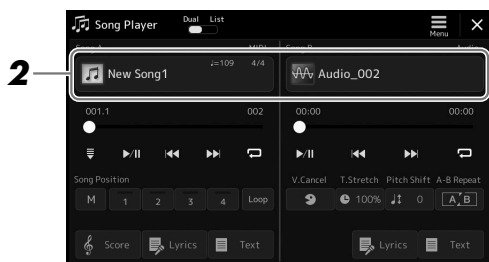 Song Player
Dual List
Menu
Song A MIDI
Song B Audio
2
New Song1
♩=109 4/4
Audio_002
001.1 002
00:00 00:00
Song Position
V.Cancel T.Stretch Pitch Shift A-B Repeat
M 1 2 3 4 Loop
100% 0 A B
Score Lyrics Text
Lyrics Text